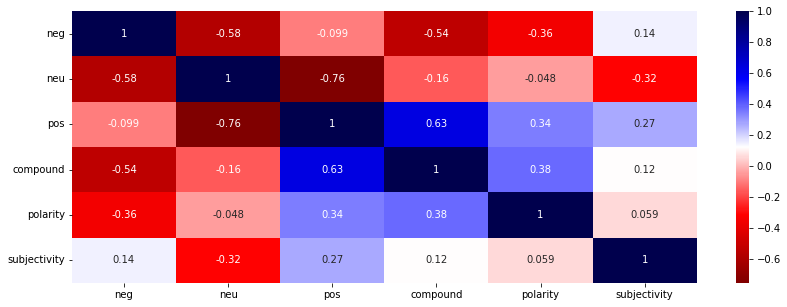 neg 1 -0.58 -0.099 -0.54 -0.36 0.14
neu -0.58 1 -0.76 -0.16 -0.048 -0.32
pos -0.099 -0.76 1 0.63 0.34 0.27
compound -0.54 -0.16 0.63 1 0.38 0.12
polarity -0.36 -0.048 0.34 0.38 1 0.059
subjectivity 0.14 -0.32 0.27 0.12 0.059 1
neg neu pos compound polarity subjectivity
1.0
0.8
0.6
0.4
0.2
0.0
−0.2
−0.4
−0.6